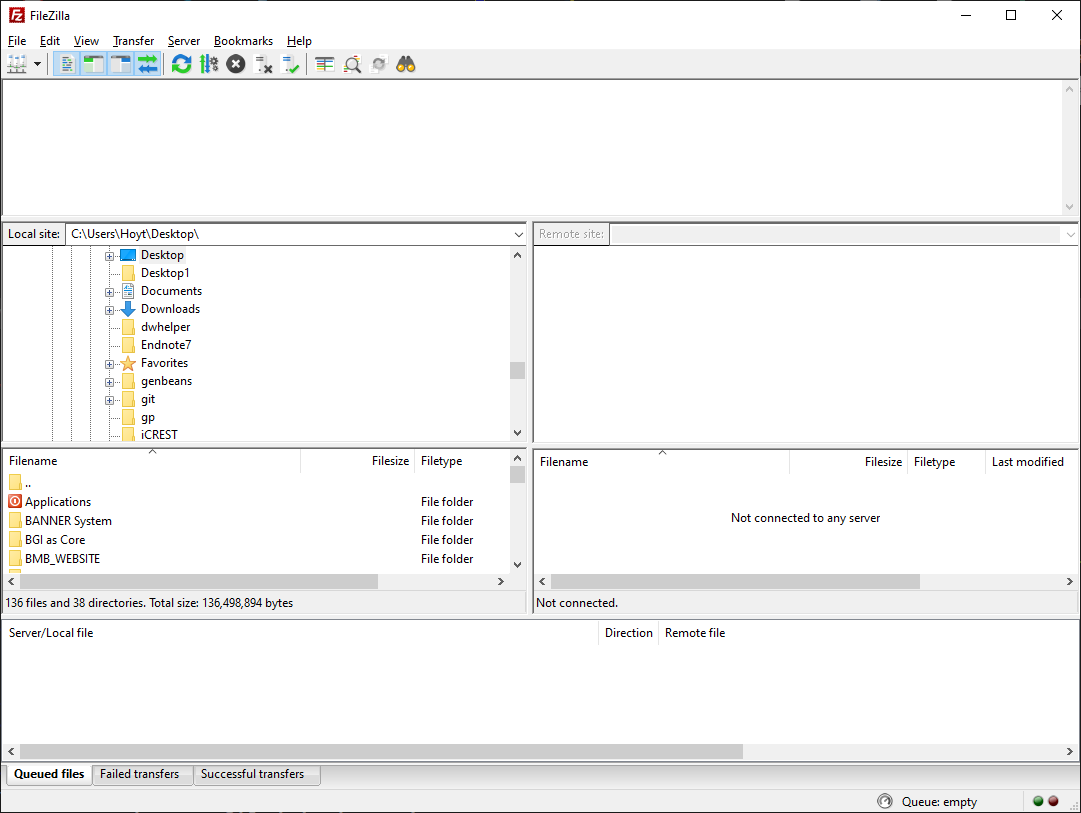 FileZilla
File Edit View Transfer Server Bookmarks Help
Local site: C:\Users\Hoyt\Desktop\
Desktop
Desktop1
Documents
Downloads
dwhelper
Endnote7
Favorites
genbeans
git
gp
iCREST
Filename Filesize Filetype
..
Applications File folder
BANNER System File folder
BGI as Core File folder
BMB_WEBSITE File folder
136 files and 38 directories. Total size: 136,498,894 bytes
Remote site:
Filename Filesize Filetype Last modified
Not connected to any server
Not connected.
Server/Local file Direction Remote file
Queued files Failed transfers Successful transfers
Queue: empty